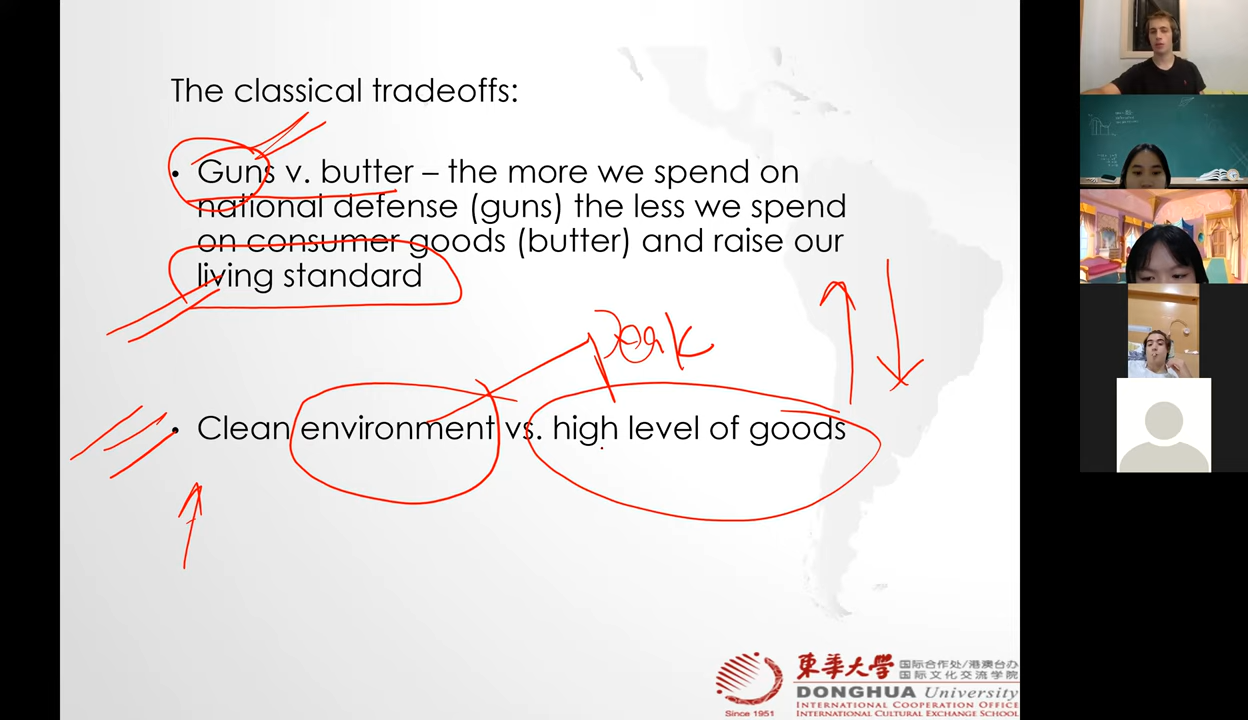 The classical tradeoffs:
• Guns v. butter – the more we spend on
national defense (guns) the less we spend
on consumer goods (butter) and raise our
living standard
peak
• Clean environment vs. high level of goods
東華大学
国际合作处/港澳台办
国际文化交流学院
DONGHUA University
INTERNATIONAL COOPERATION OFFICE
Since 1951
INTERNATIONAL CULTURAL EXCHANGE SCHOOL